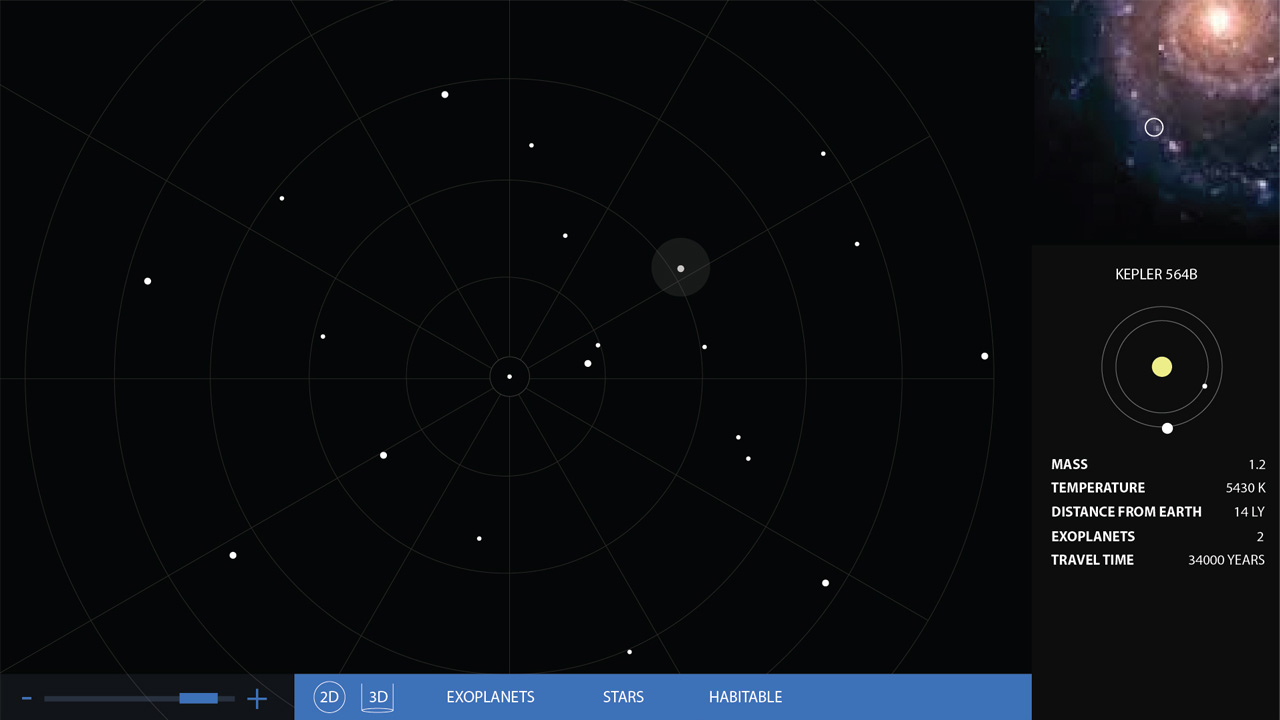 KEPLER 564B
MASS 1.2
TEMPERATURE 5430 K
DISTANCE FROM EARTH 14 LY
EXOPLANETS 2
TRAVEL TIME 34000 YEARS
- + 2D 3D EXOPLANETS STARS HABITABLE